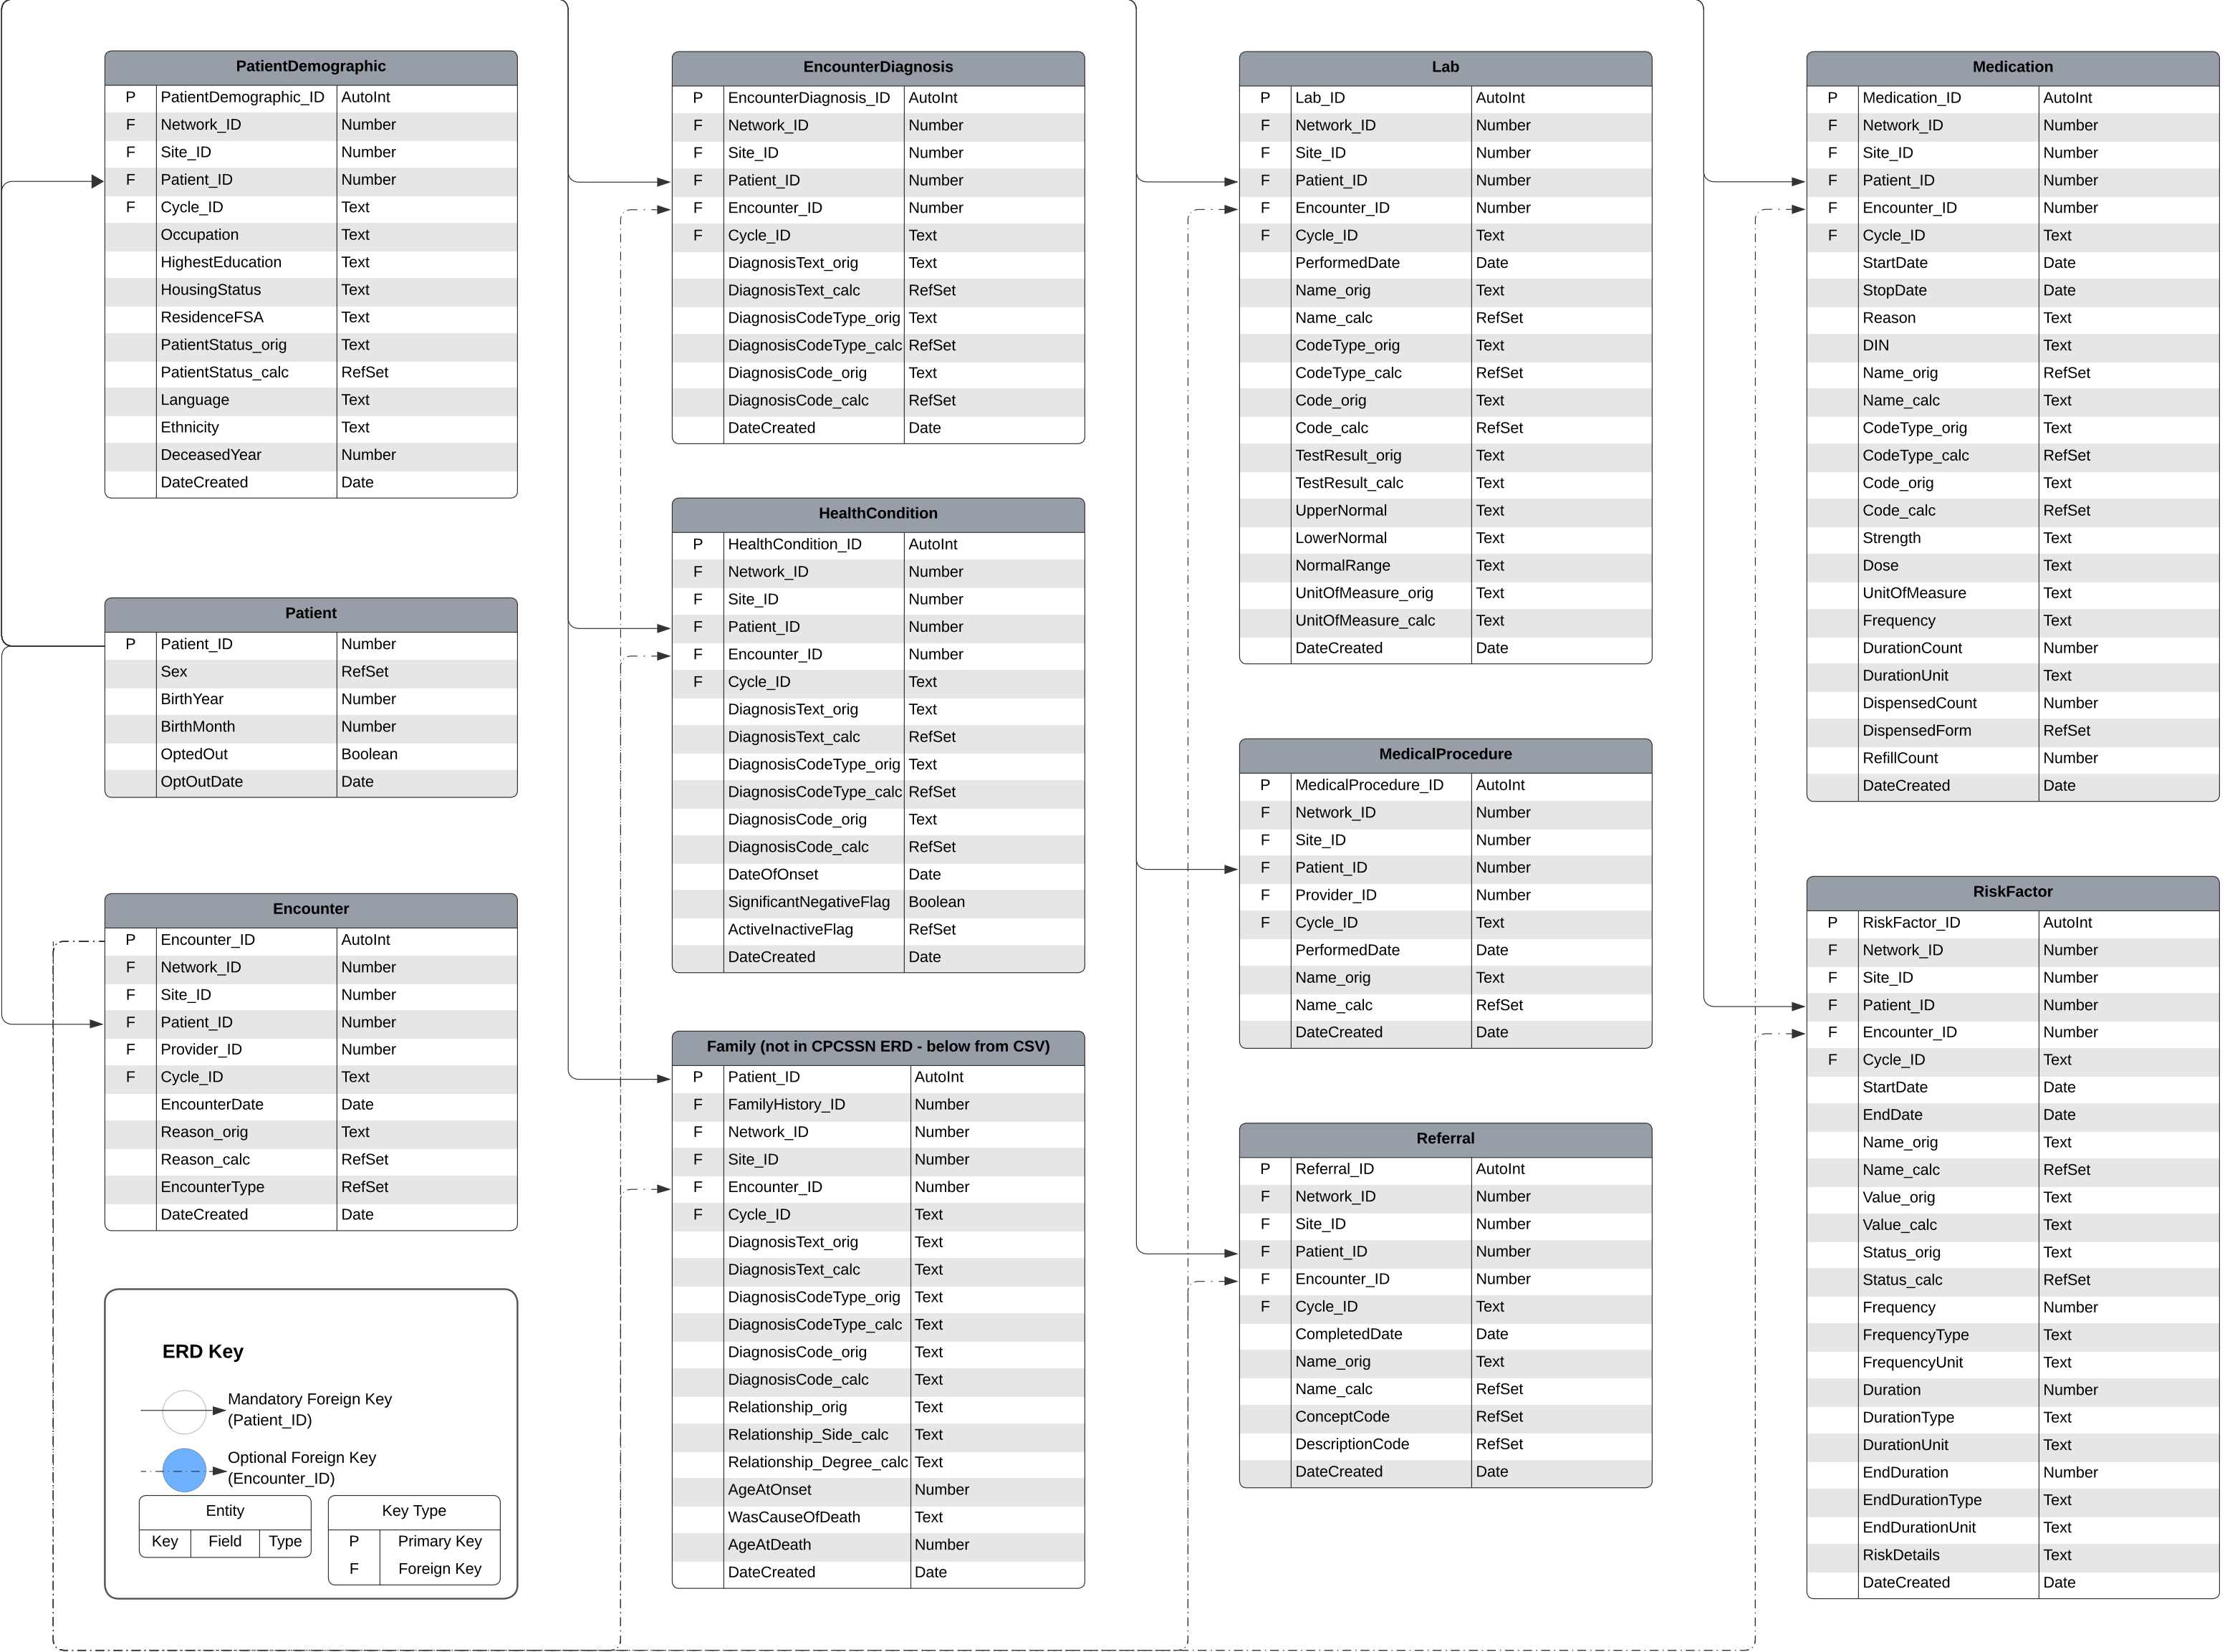 PatientDemographic
P PatientDemographic_ID AutoInt
F Network_ID Number
F Site_ID Number
F Patient_ID Number
F Cycle_ID Text
Occupation Text
HighestEducation Text
HousingStatus Text
ResidenceFSA Text
PatientStatus_orig Text
PatientStatus_calc RefSet
Language Text
Ethnicity Text
DeceasedYear Number
DateCreated Date
Patient
P Patient_ID Number
Sex RefSet
BirthYear Number
BirthMonth Number
OptedOut Boolean
OptOutDate Date
Encounter
P Encounter_ID AutoInt
F Network_ID Number
F Site_ID Number
F Patient_ID Number
F Provider_ID Number
F Cycle_ID Text
EncounterDate Date
Reason_orig Text
Reason_calc RefSet
EncounterType RefSet
DateCreated Date
ERD Key
Mandatory Foreign Key
(Patient_ID)
Optional Foreign Key
(Encounter_ID)
Entity
Key Field Type
Key Type
P Primary Key
F Foreign Key
EncounterDiagnosis
P EncounterDiagnosis_ID AutoInt
F Network_ID Number
F Site_ID Number
F Patient_ID Number
F Encounter_ID Number
F Cycle_ID Text
DiagnosisText_orig Text
DiagnosisText_calc RefSet
DiagnosisCodeType_orig Text
DiagnosisCodeType_calc RefSet
DiagnosisCode_orig Text
DiagnosisCode_calc RefSet
DateCreated Date
HealthCondition
P HealthCondition_ID AutoInt
F Network_ID Number
F Site_ID Number
F Patient_ID Number
F Encounter_ID Number
F Cycle_ID Text
DiagnosisText_orig Text
DiagnosisText_calc RefSet
DiagnosisCodeType_orig Text
DiagnosisCodeType_calc RefSet
DiagnosisCode_orig Text
DiagnosisCode_calc RefSet
DateOfOnset Date
SignificantNegativeFlag Boolean
ActiveInactiveFlag RefSet
DateCreated Date
Family (not in CPCSSN ERD - below from CSV)
P Patient_ID AutoInt
F FamilyHistory_ID Number
F Network_ID Number
F Site_ID Number
F Encounter_ID Number
F Cycle_ID Text
DiagnosisText_orig Text
DiagnosisText_calc Text
DiagnosisCodeType_orig Text
DiagnosisCodeType_calc Text
DiagnosisCode_orig Text
DiagnosisCode_calc Text
Relationship_orig Text
Relationship_Side_calc Text
Relationship_Degree_calc Text
AgeAtOnset Number
WasCauseOfDeath Text
AgeAtDeath Number
DateCreated Date
Lab
P Lab_ID AutoInt
F Network_ID Number
F Site_ID Number
F Patient_ID Number
F Encounter_ID Number
F Cycle_ID Text
PerformedDate Date
Name_orig Text
Name_calc RefSet
CodeType_orig Text
CodeType_calc RefSet
Code_orig Text
Code_calc RefSet
TestResult_orig Text
TestResult_calc Text
UpperNormal Text
LowerNormal Text
NormalRange Text
UnitOfMeasure_orig Text
UnitOfMeasure_calc Text
DateCreated Date
MedicalProcedure
P MedicalProcedure_ID AutoInt
F Network_ID Number
F Site_ID Number
F Patient_ID Number
F Provider_ID Number
F Cycle_ID Text
PerformedDate Date
Name_orig Text
Name_calc RefSet
DateCreated Date
Referral
P Referral_ID AutoInt
F Network_ID Number
F Site_ID Number
F Patient_ID Number
F Encounter_ID Number
F Cycle_ID Text
CompletedDate Date
Name_orig Text
Name_calc RefSet
ConceptCode RefSet
DescriptionCode RefSet
DateCreated Date
Medication
P Medication_ID AutoInt
F Network_ID Number
F Site_ID Number
F Patient_ID Number
F Encounter_ID Number
F Cycle_ID Text
StartDate Date
StopDate Date
Reason Text
DIN Text
Name_orig RefSet
Name_calc Text
CodeType_orig Text
CodeType_calc RefSet
Code_orig Text
Code_calc RefSet
Strength Text
Dose Text
UnitOfMeasure Text
Frequency Text
DurationCount Number
DurationUnit Text
DispensedCount Number
DispensedForm RefSet
RefillCount Number
DateCreated Date
RiskFactor
P RiskFactor_ID AutoInt
F Network_ID Number
F Site_ID Number
F Patient_ID Number
F Encounter_ID Number
F Cycle_ID Text
StartDate Date
EndDate Date
Name_orig Text
Name_calc RefSet
Value_orig Text
Value_calc Text
Status_orig Text
Status_calc RefSet
Frequency Number
FrequencyType Text
FrequencyUnit Text
Duration Number
DurationType Text
DurationUnit Text
EndDuration Number
EndDurationType Text
EndDurationUnit Text
RiskDetails Text
DateCreated Date